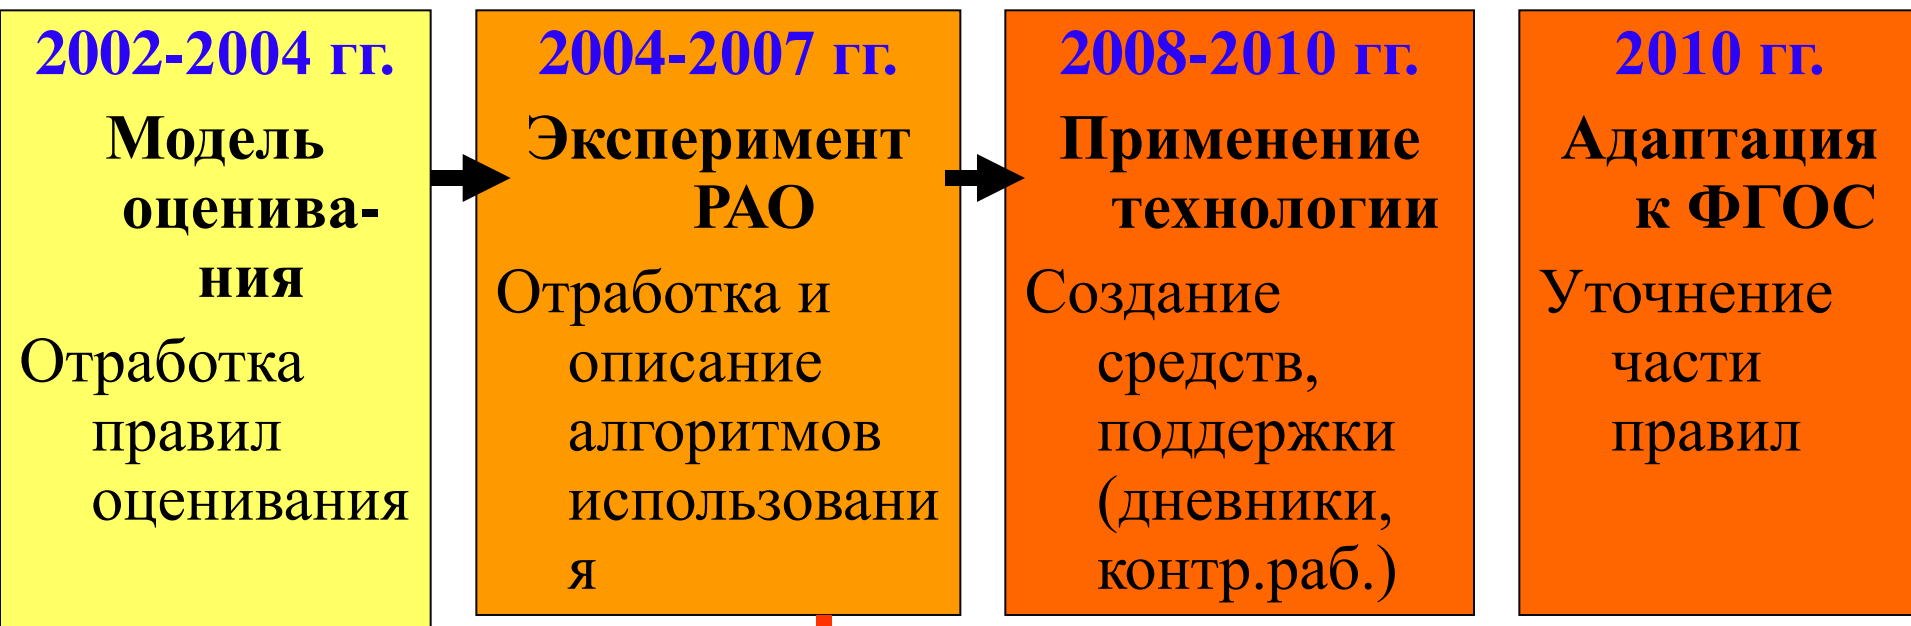 2002-2004 гг.
Модель
оценива-
ния
Отработка
правил
оценивания
2004-2007 гг.
Эксперимент
РАО
Отработка и
описание
алгоритмов
использовани
я
2008-2010 гг.
Применение
технологии
Создание
средств,
поддержки
(дневники,
контр.раб.)
2010 гг.
Адаптация
к ФГОС
Уточнение
части
правил